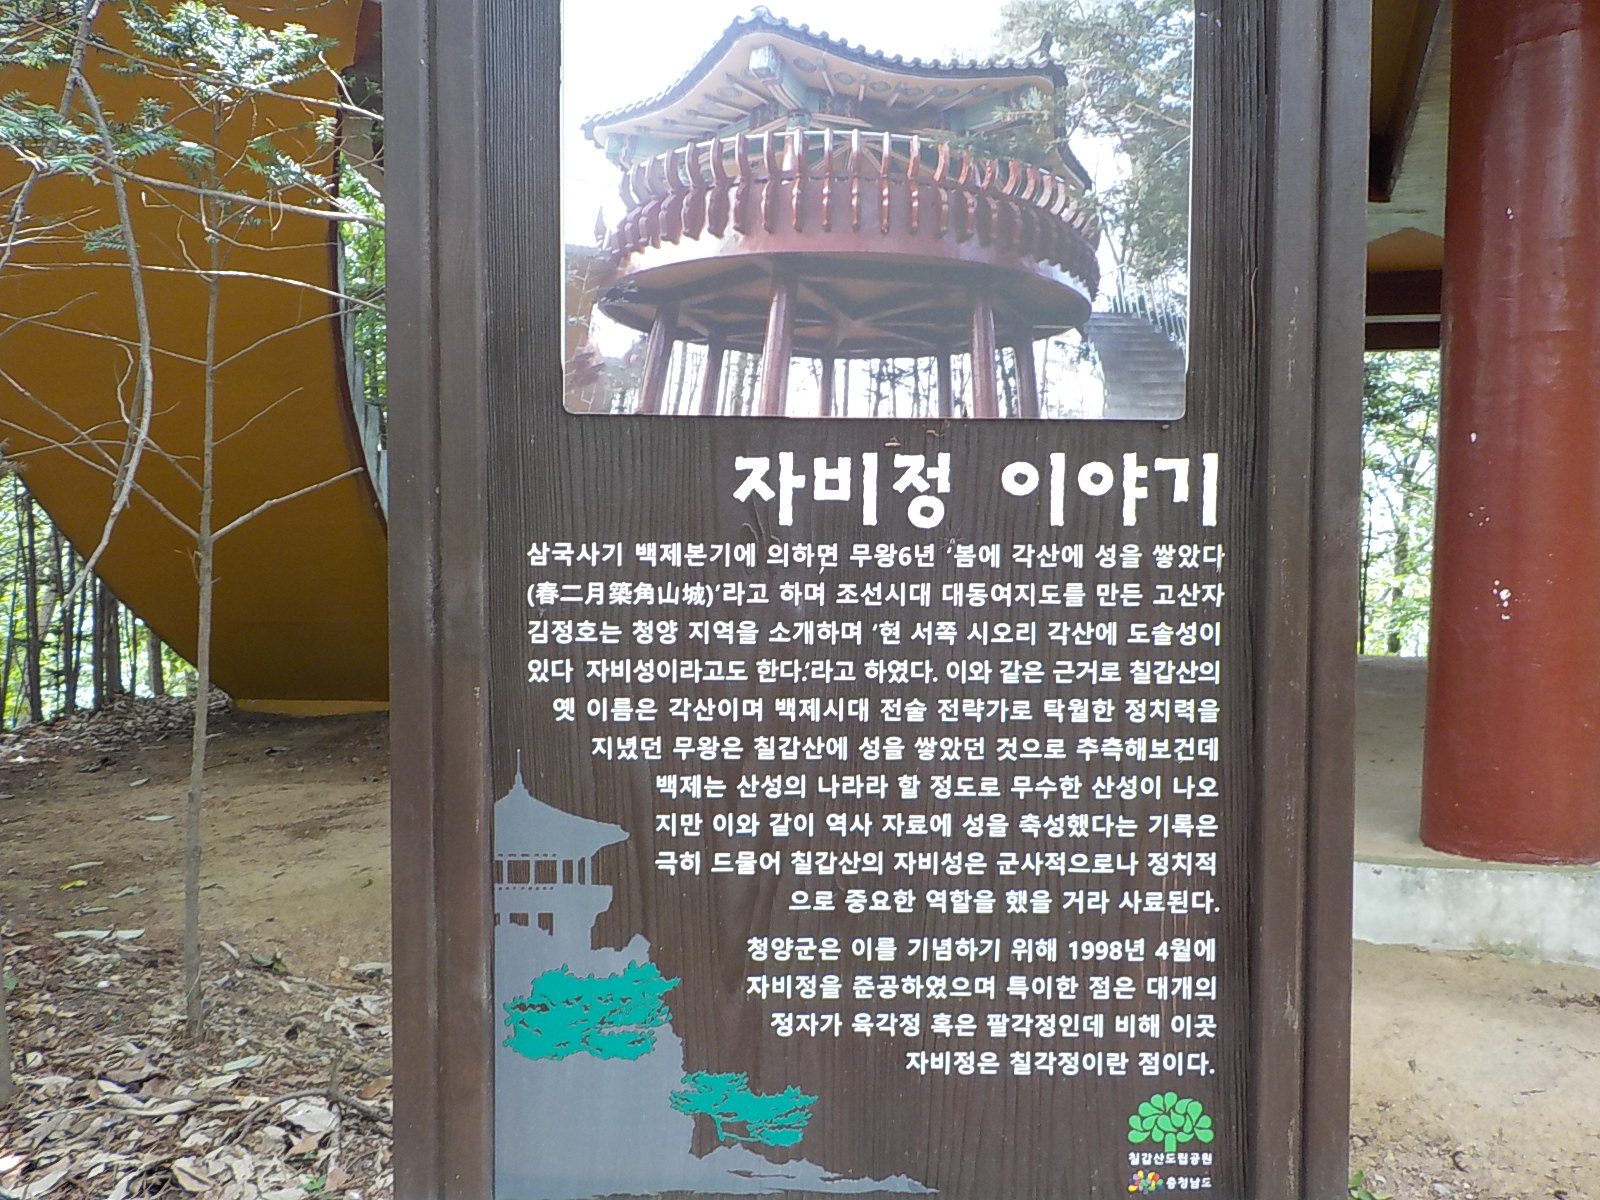 자비정 이야기
삼국사기 백제본기에 의하면 무왕6년 ‘봄에 각산에 성을 쌓았다
(春二月築角山城)’라고 하며 조선시대 대동여지도를 만든 고산자
김정호는 청양 지역을 소개하며 ‘현 서쪽 시오리 각산에 도솔성이
있다 자비성이라고도 한다.’라고 하였다. 이와 같은 근거로 칠갑산의
옛 이름은 각산이며 백제시대 전술 전략가로 탁월한 정치력을
지녔던 무왕은 칠갑산에 성을 쌓았던 것으로 추측해보건데
백제는 산성의 나라라 할 정도로 무수한 산성이 나오
지만 이와 같이 역사 자료에 성을 축성했다는 기록은
극히 드물어 칠갑산의 자비성은 군사적으로나 정치적
으로 중요한 역할을 했을 거라 사료된다.
청양군은 이를 기념하기 위해 1998년 4월에
자비정을 준공하였으며 특이한 점은 대개의
정자가 육각정 혹은 팔각정인데 비해 이곳
자비정은 칠각정이란 점이다.
칠갑산도립공원
충청남도